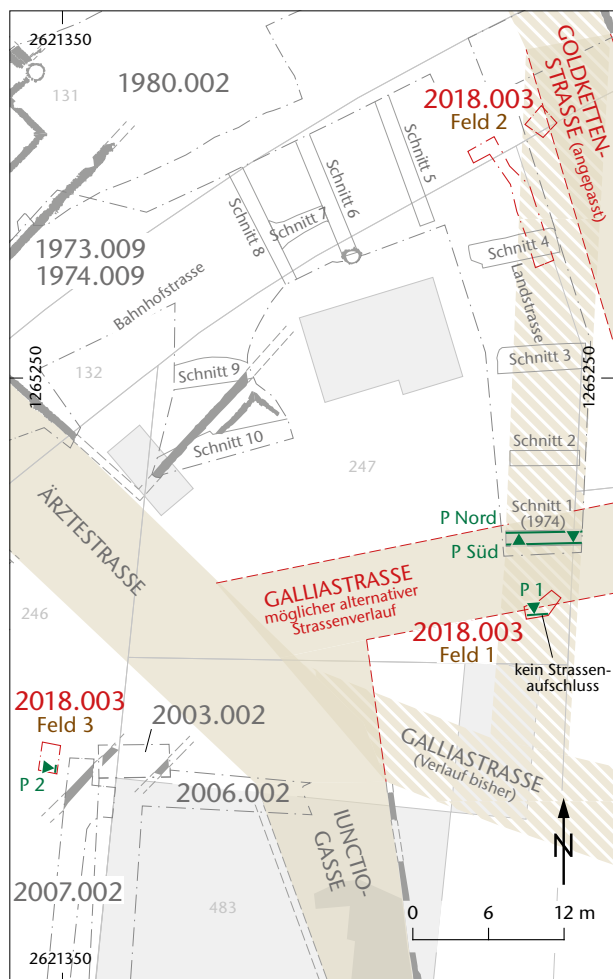 2621350
131
1980.002
2018.003
Feld 2
GOLDKETTEN-
STRASSE (angepasst)
Schnitt 5
Schnitt 6
Schnitt 7
Schnitt 8
1973.009
1974.009
Bahnhofstrasse
Schnitt 4
Landstrasse
1265250
1265250
132
Schnitt 9
Schnitt 3
Schnitt 10
247
Schnitt 2
Schnitt 1
(1974)
P Nord
P Süd
ÄRZTESTRASSE
GALLIASTRASSE
möglicher alternativer
Strassenverlauf
P 1
246
2018.003
Feld 1
kein Strassen-
aufschluss
2018.003
Feld 3
2003.002
P 2
2006.002
GALLIASTRASSE
(Verlauf bisher)
IUNCTIO-
GASSE
2007.002
483
N
0 6 12 m
2621350